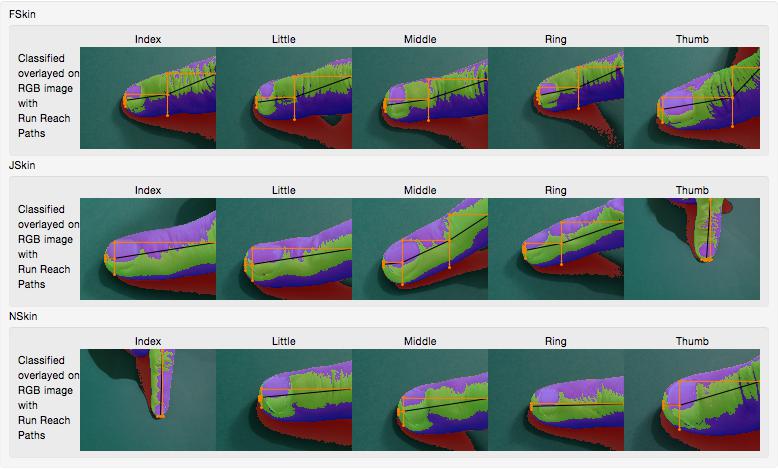 FSkin
Index Little Middle Ring Thumb
Classified
overlayed on
RGB image
with
Run Reach
Paths
JSkin
Index Little Middle Ring Thumb
Classified
overlayed on
RGB image
with
Run Reach
Paths
NSkin
Index Little Middle Ring Thumb
Classified
overlayed on
RGB image
with
Run Reach
Paths